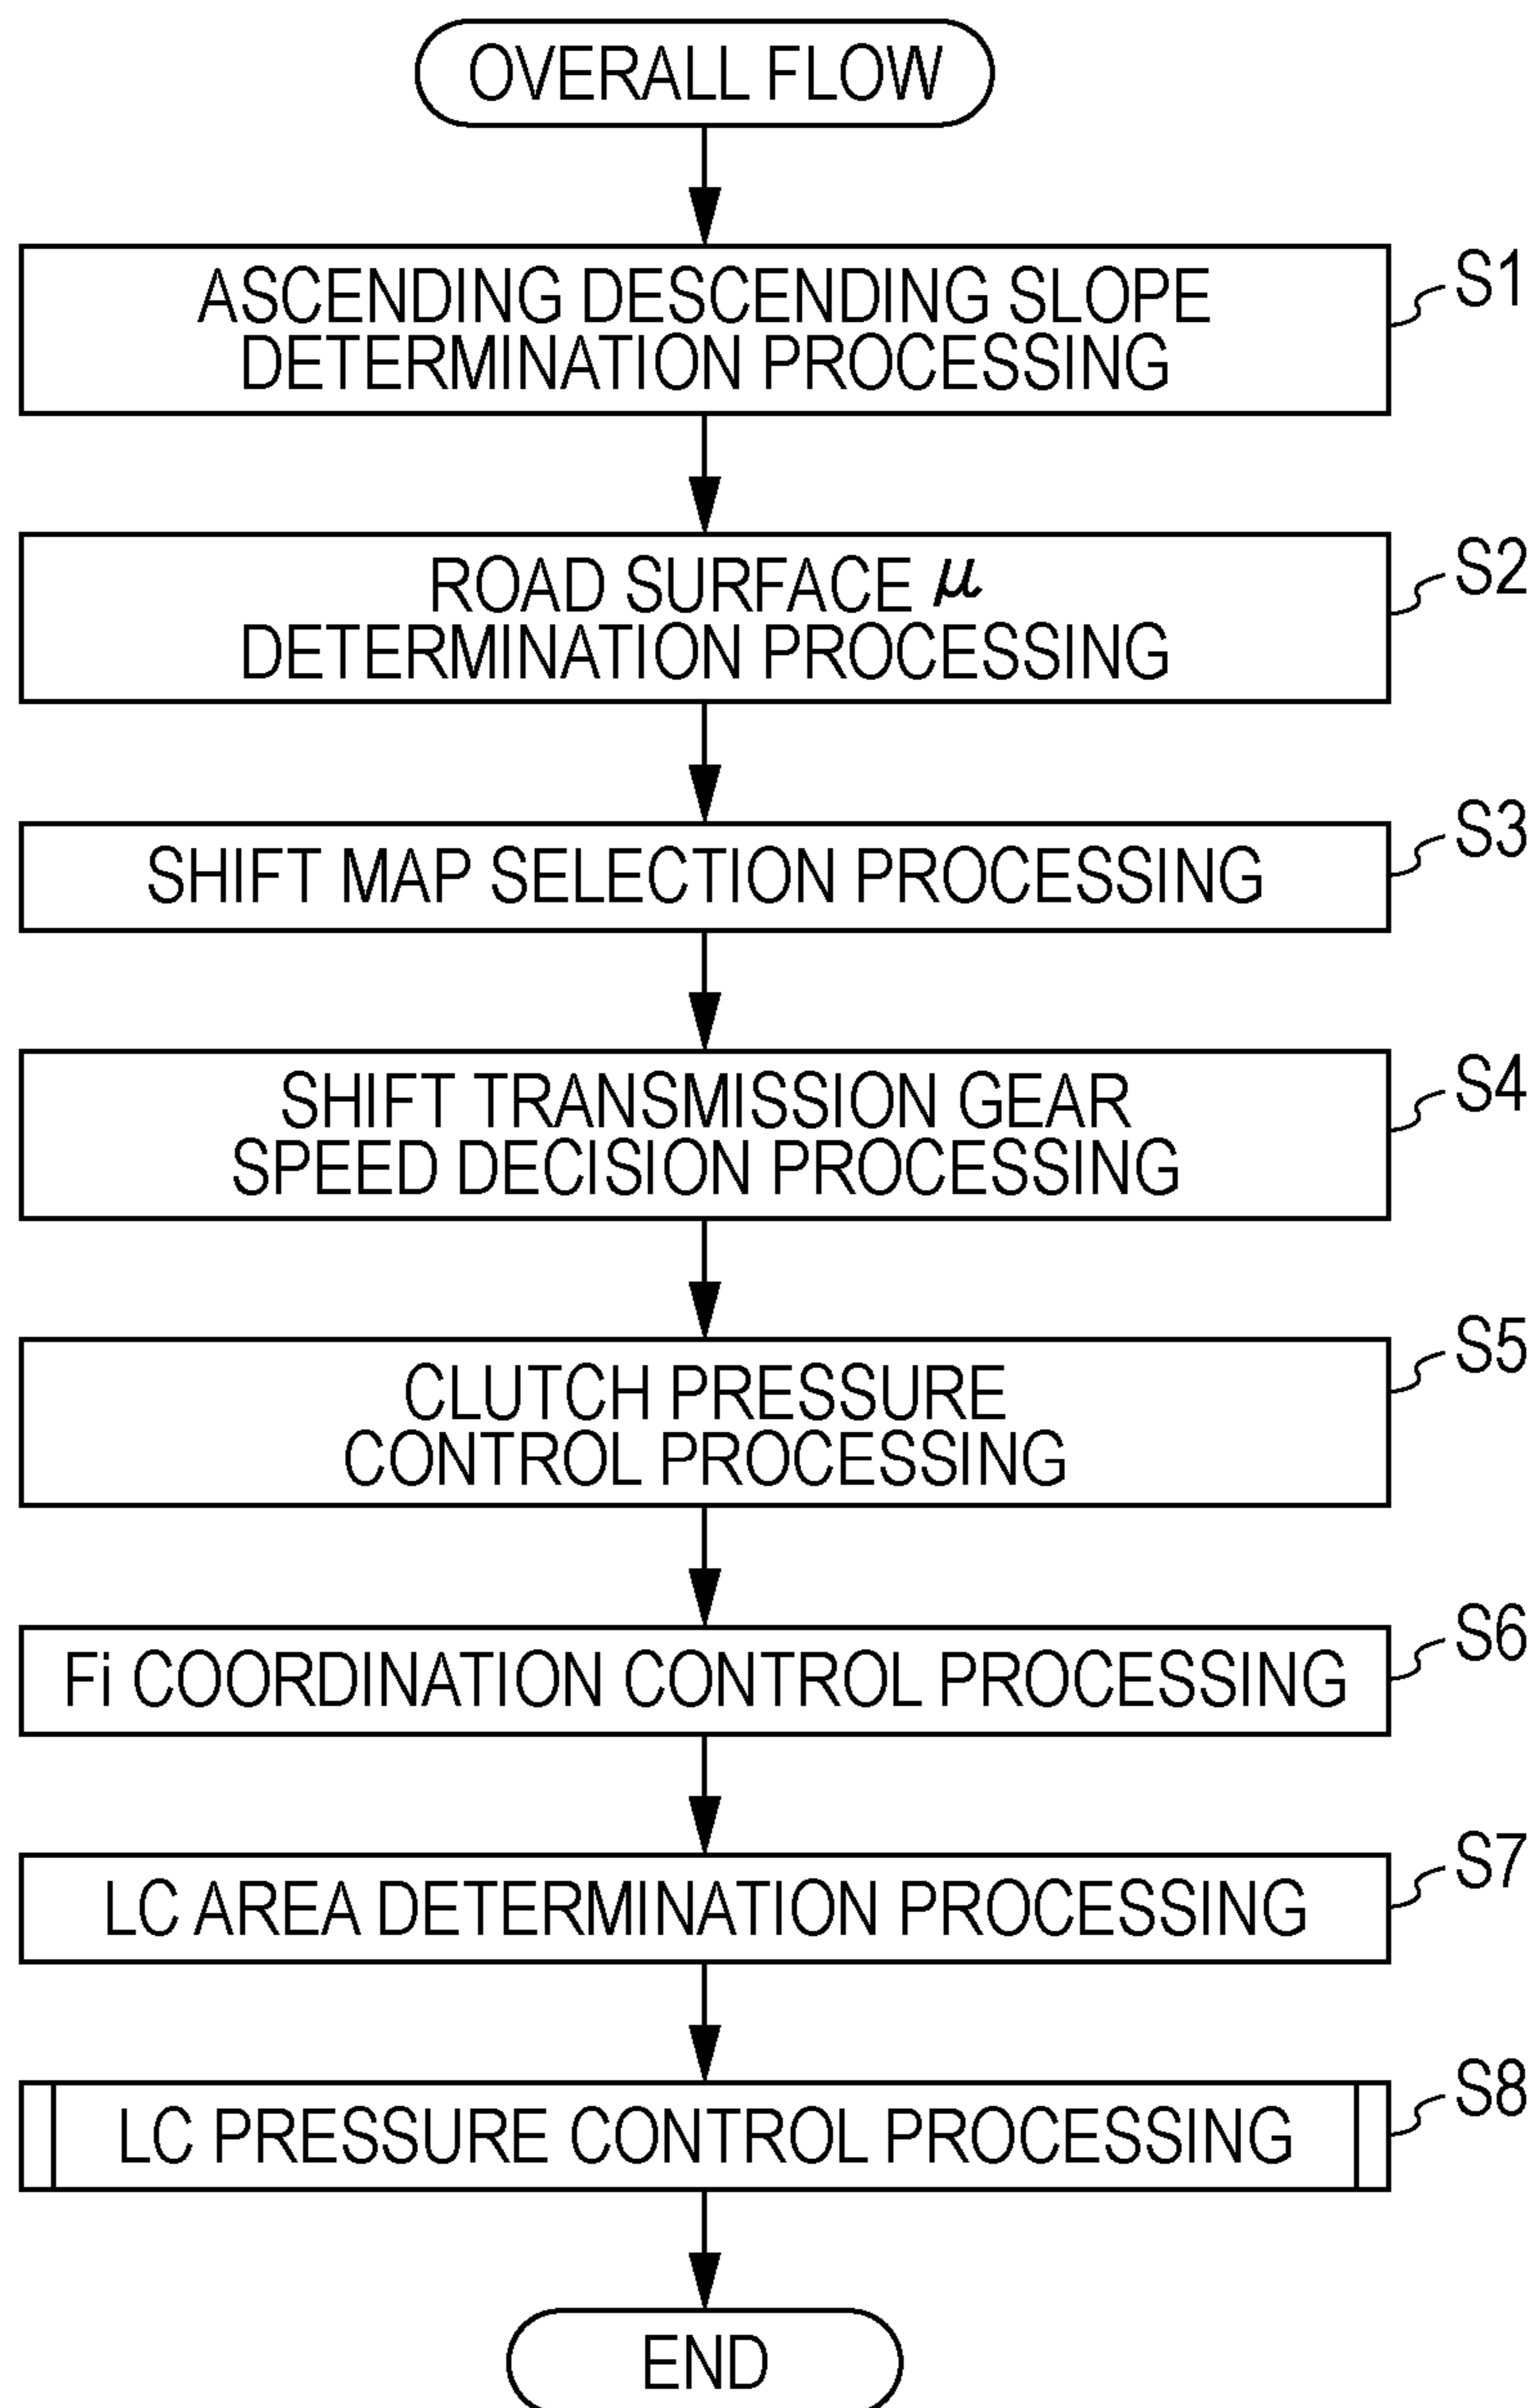 OVERALL FLOW
ASCENDING DESCENDING SLOPE
DETERMINATION PROCESSING
S1
ROAD SURFACE μ
DETERMINATION PROCESSING
S2
SHIFT MAP SELECTION PROCESSING
S3
SHIFT TRANSMISSION GEAR
SPEED DECISION PROCESSING
S4
CLUTCH PRESSURE
CONTROL PROCESSING
S5
Fi COORDINATION CONTROL PROCESSING
S6
LC AREA DETERMINATION PROCESSING
S7
LC PRESSURE CONTROL PROCESSING
S8
END